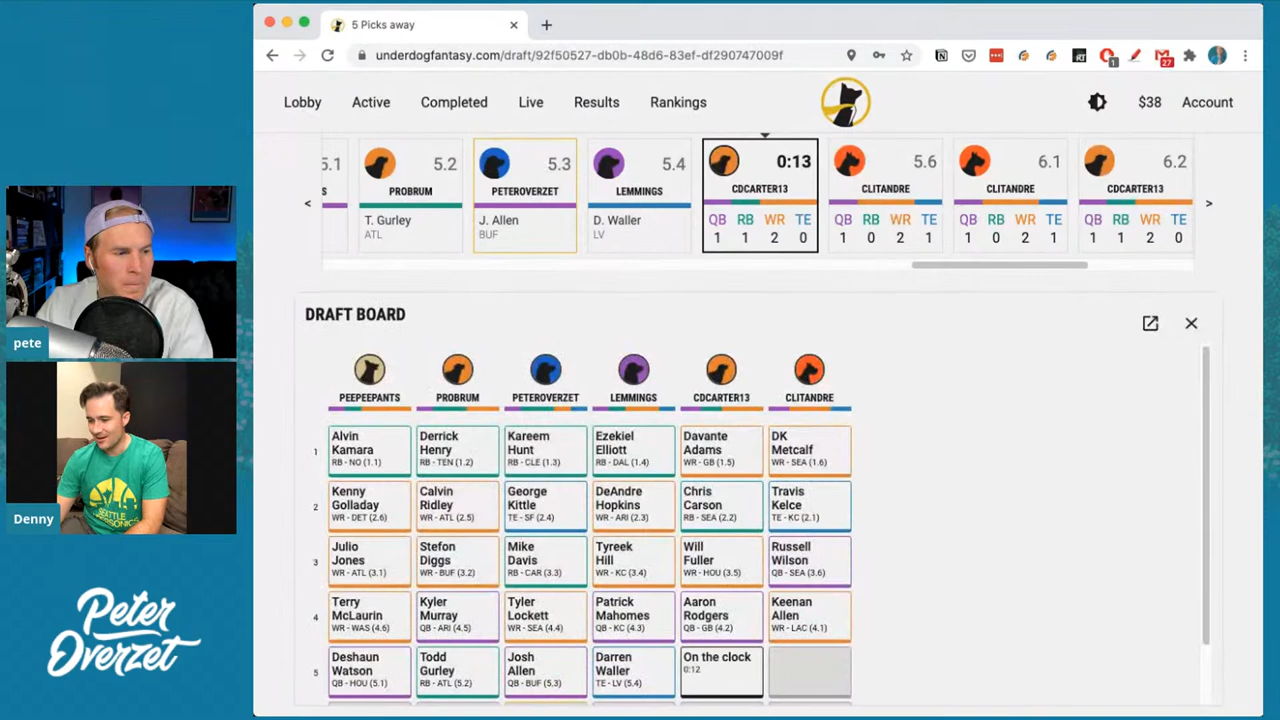 5 Picks away
underdogfantasy.com/draft/92f50527-db0b-48d6-83ef-df290747009f
1
27
Lobby Active Completed Live Results Rankings $38 Account
5.1 5.2 5.3 5.4 0:13 5.6 6.1 6.2
S PROBRUM PETEROVERZET LEMMINGS CDCARTER13 CLITANDRE CLITANDRE CDCARTER13
T. Gurley J. Allen D. Waller QB RB WR TE QB RB WR TE QB RB WR TE QB RB WR TE
ATL BUF LV 1 1 2 0 1 0 2 1 1 0 2 1 1 1 2 0
< >
DRAFT BOARD
PEEPEEPANTS PROBRUM PETEROVERZET LEMMINGS CDCARTER13 CLITANDRE
Alvin Derrick Kareem Ezekiel Davante DK
1 Kamara Henry Hunt Elliott Adams Metcalf
RB - NO (1.1) RB - TEN (1.2) RB - CLE (1.3) RB - DAL (1.4) WR - GB (1.5) WR - SEA (1.6)
Kenny Calvin George DeAndre Chris Travis
2 Golladay Ridley Kittle Hopkins Carson Kelce
WR - DET (2.6) WR - ATL (2.5) TE - SF (2.4) WR - ARI (2.3) RB - SEA (2.2) TE - KC (2.1)
Julio Stefon Mike Tyreek Will Russell
3 Jones Diggs Davis Hill Fuller Wilson
WR - ATL (3.1) WR - BUF (3.2) RB - CAR (3.3) WR - KC (3.4) WR - HOU (3.5) QB - SEA (3.6)
Terry Kyler Tyler Patrick Aaron Keenan
4 McLaurin Murray Lockett Mahomes Rodgers Allen
WR - WAS (4.6) QB - ARI (4.5) WR - SEA (4.4) QB - KC (4.3) QB - GB (4.2) WR - LAC (4.1)
Deshaun Todd Josh Darren On the clock
5 Watson Gurley Allen Waller 0:12
QB - HOU (5.1) RB - ATL (5.2) QB - BUF (5.3) TE - LV (5.4)
pete
SEATTLE
SUPERSONICS
Denny
Peter
Overzet